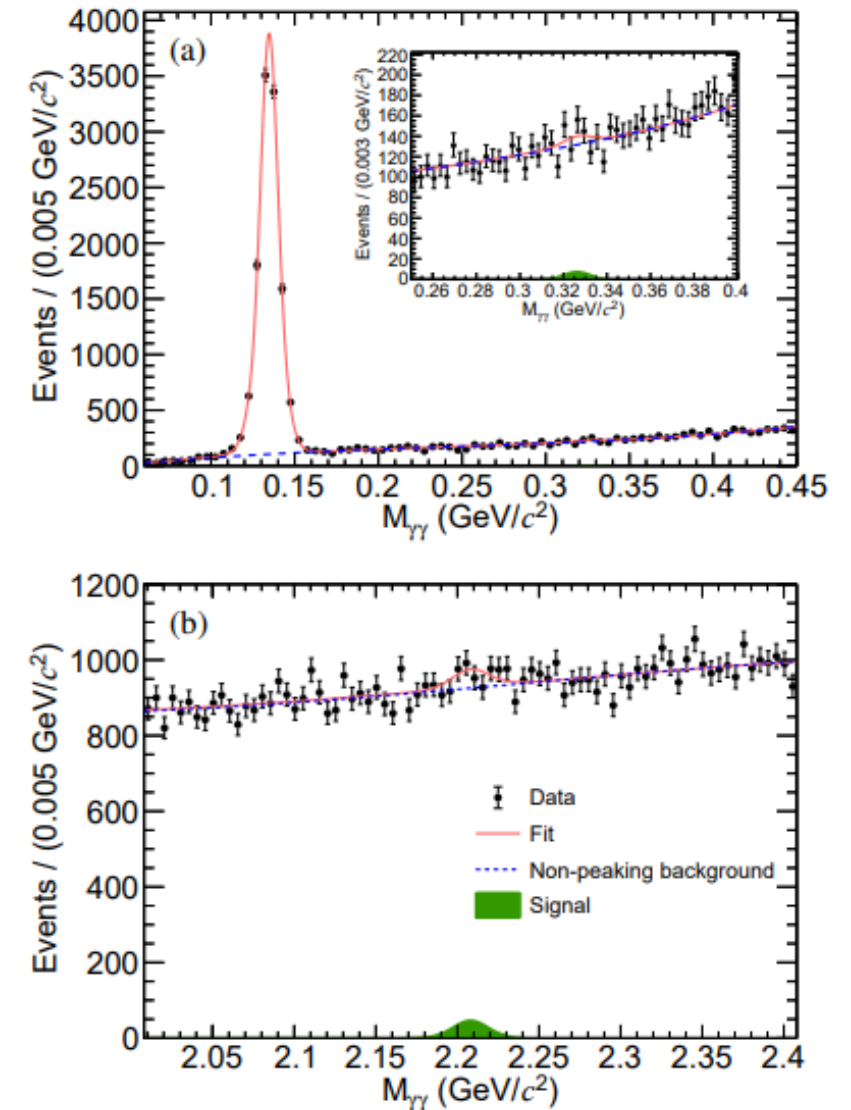 (a)
Events / (0.005 GeV/c²)
4000
3500
3000
2500
2000
1500
1000
500
0
0.1 0.15 0.2 0.25 0.3 0.35 0.4 0.45
Mγγ (GeV/c²)
Events / (0.003 GeV/c²)
220
200
180
160
140
120
100
80
60
40
20
0
0.26 0.28 0.3 0.32 0.34 0.36 0.38 0.4
Mγγ (GeV/c²)
(b)
Events / (0.005 GeV/c²)
1200
1000
800
600
400
200
0
Data
Fit
Non-peaking background
Signal
2.05 2.1 2.15 2.2 2.25 2.3 2.35 2.4
Mγγ (GeV/c²)